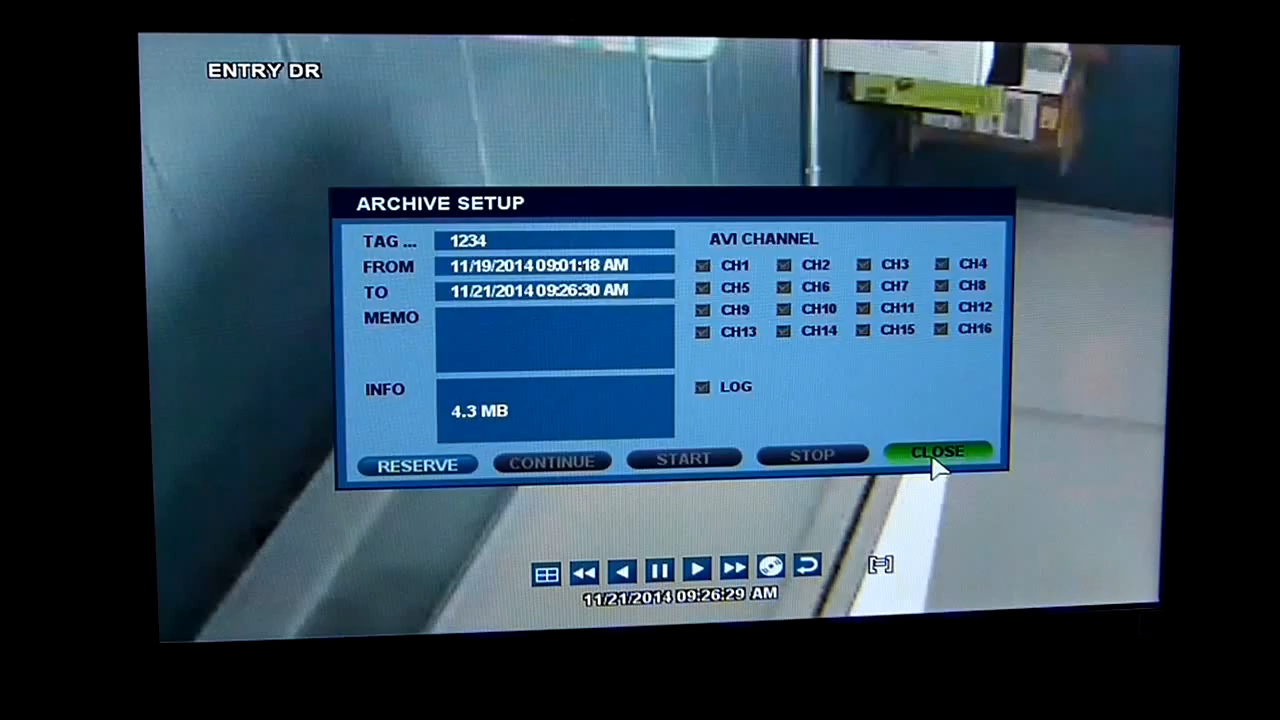 ENTRY DR
ARCHIVE SETUP
TAG ... 1234
FROM 11/19/2014 09:01:18 AM
TO 11/21/2014 09:26:30 AM
MEMO
INFO 4.3 MB
AVI CHANNEL
CH1 CH2 CH3 CH4
CH5 CH6 CH7 CH8
CH9 CH10 CH11 CH12
CH13 CH14 CH15 CH16
LOG
RESERVE CONTINUE START STOP CLOSE
11/21/2014 09:26:29 AM